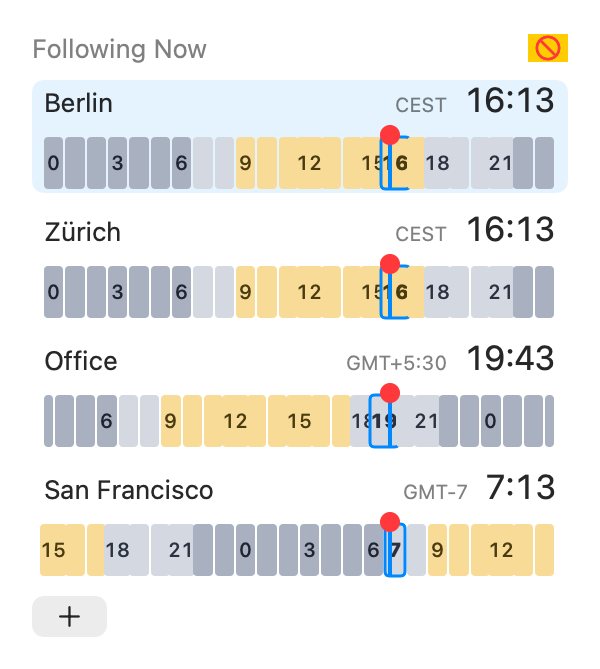 Following Now
Berlin CEST 16:13
0 3 6 9 12 15 16 18 21
Zürich CEST 16:13
0 3 6 9 12 15 16 18 21
Office GMT+5:30 19:43
6 9 12 15 18 19 21 0
San Francisco GMT-7 7:13
15 18 21 0 3 6 7 9 12
+